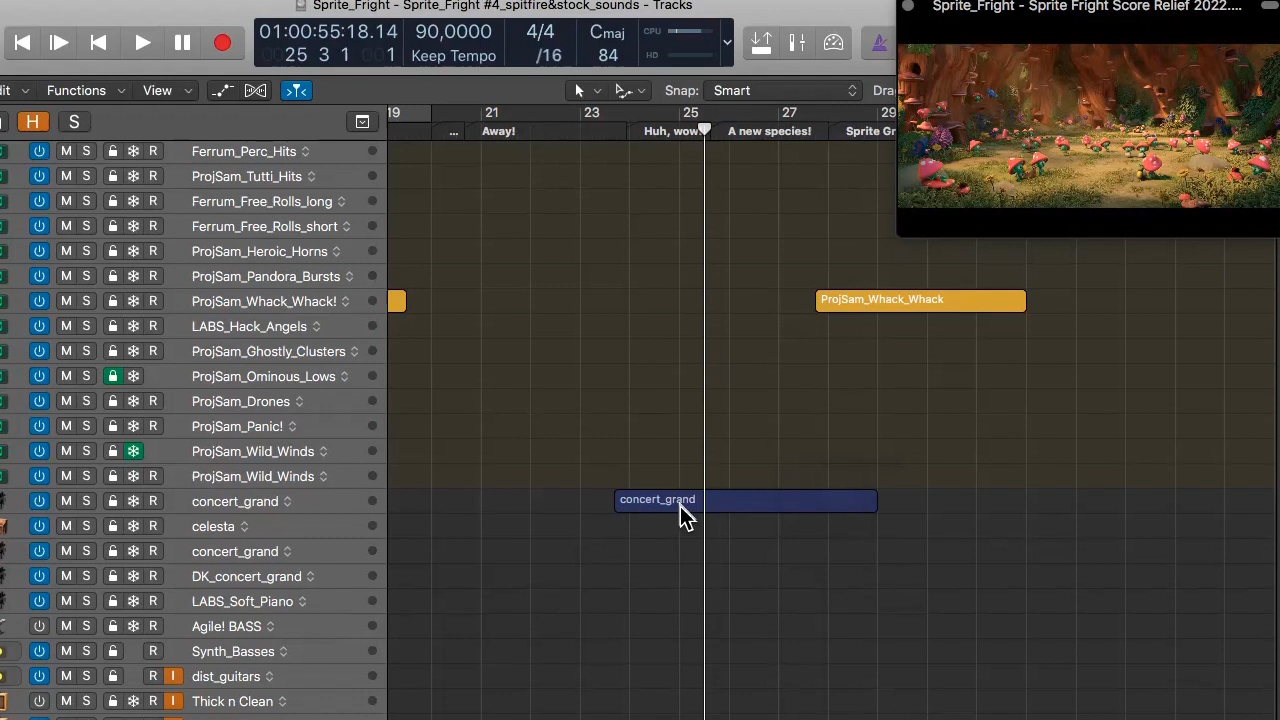 Sprite_Fright - Sprite_Fright #4_spitfire&stock_sounds - Tracks
Sprite_Fright - Sprite Fright Score Relief 2022....
01:00:55:18.14
25 3 1 1
90,0000
Keep Tempo
4/4
/16
Cmaj
84
CPU
HD
dit
Functions
View
Snap:
Smart
Drag
H
S
19
21
23
25
27
29
...
Away!
Huh, wow
A new species!
Sprite Gr
M S R Ferrum_Perc_Hits
M S R ProjSam_Tutti_Hits
M S R Ferrum_Free_Rolls_long
M S R Ferrum_Free_Rolls_short
M S R ProjSam_Heroic_Horns
M S R ProjSam_Pandora_Bursts
M S R ProjSam_Whack_Whack!
ProjSam_Whack_Whack
M S R LABS_Hack_Angels
M S R ProjSam_Ghostly_Clusters
M S ProjSam_Ominous_Lows
M S R ProjSam_Drones
M S R ProjSam_Panic!
M S ProjSam_Wild_Winds
M S R ProjSam_Wild_Winds
M S R concert_grand
concert_grand
M S R celesta
M S R concert_grand
M S R DK_concert_grand
M S R LABS_Soft_Piano
M S R Agile! BASS
M S R Synth_Basses
M S R I dist_guitars
M S R I Thick n Clean